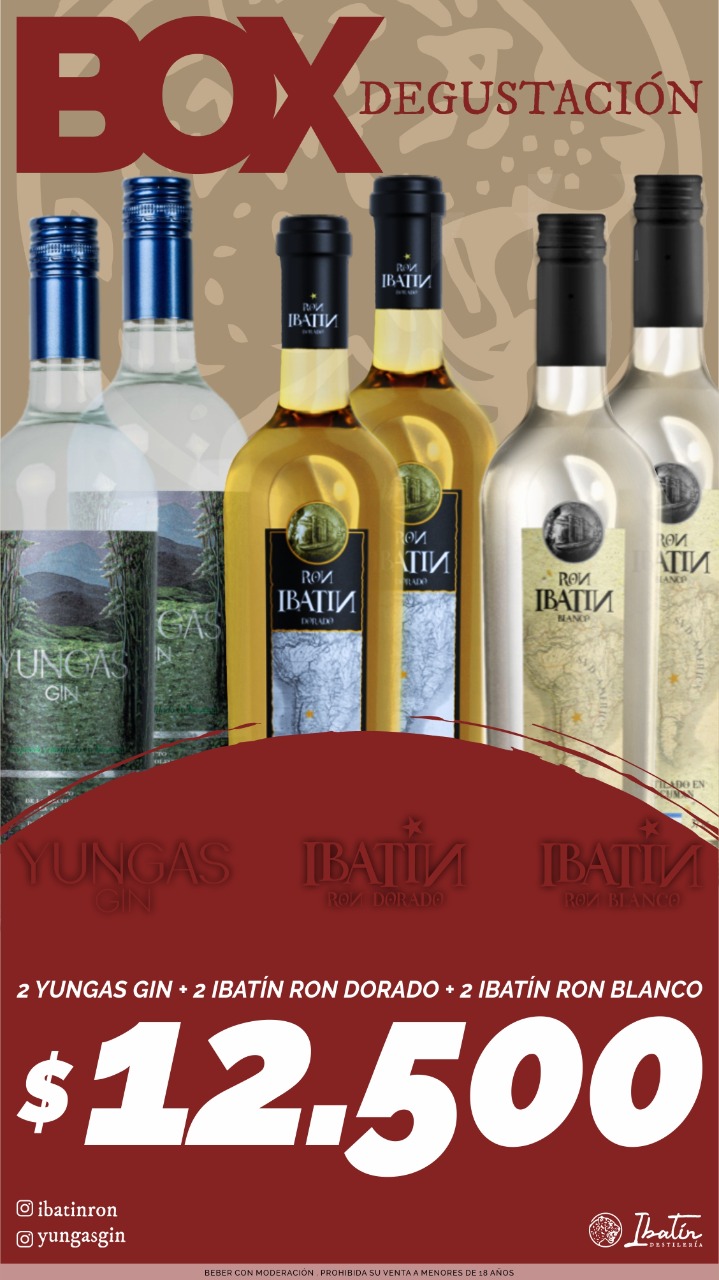 BOX DEGUSTACIÓN
RON
IBATIN
DORADO
RON
IBATIN
DORADO
RON
IBATIN
DORADO
RON
IBATIN
BLANCO
YUNGAS
GIN
YUNGAS
GIN
IBATÍN
RON DORADO
IBATÍN
RON BLANCO
2 YUNGAS GIN + 2 IBATÍN RON DORADO + 2 IBATÍN RON BLANCO
$12.500
ibatinron
yungasgin
Ibatín
DESTILERÍA
BEBER CON MODERACIÓN . PROHIBIDA SU VENTA A MENORES DE 18 AÑOS